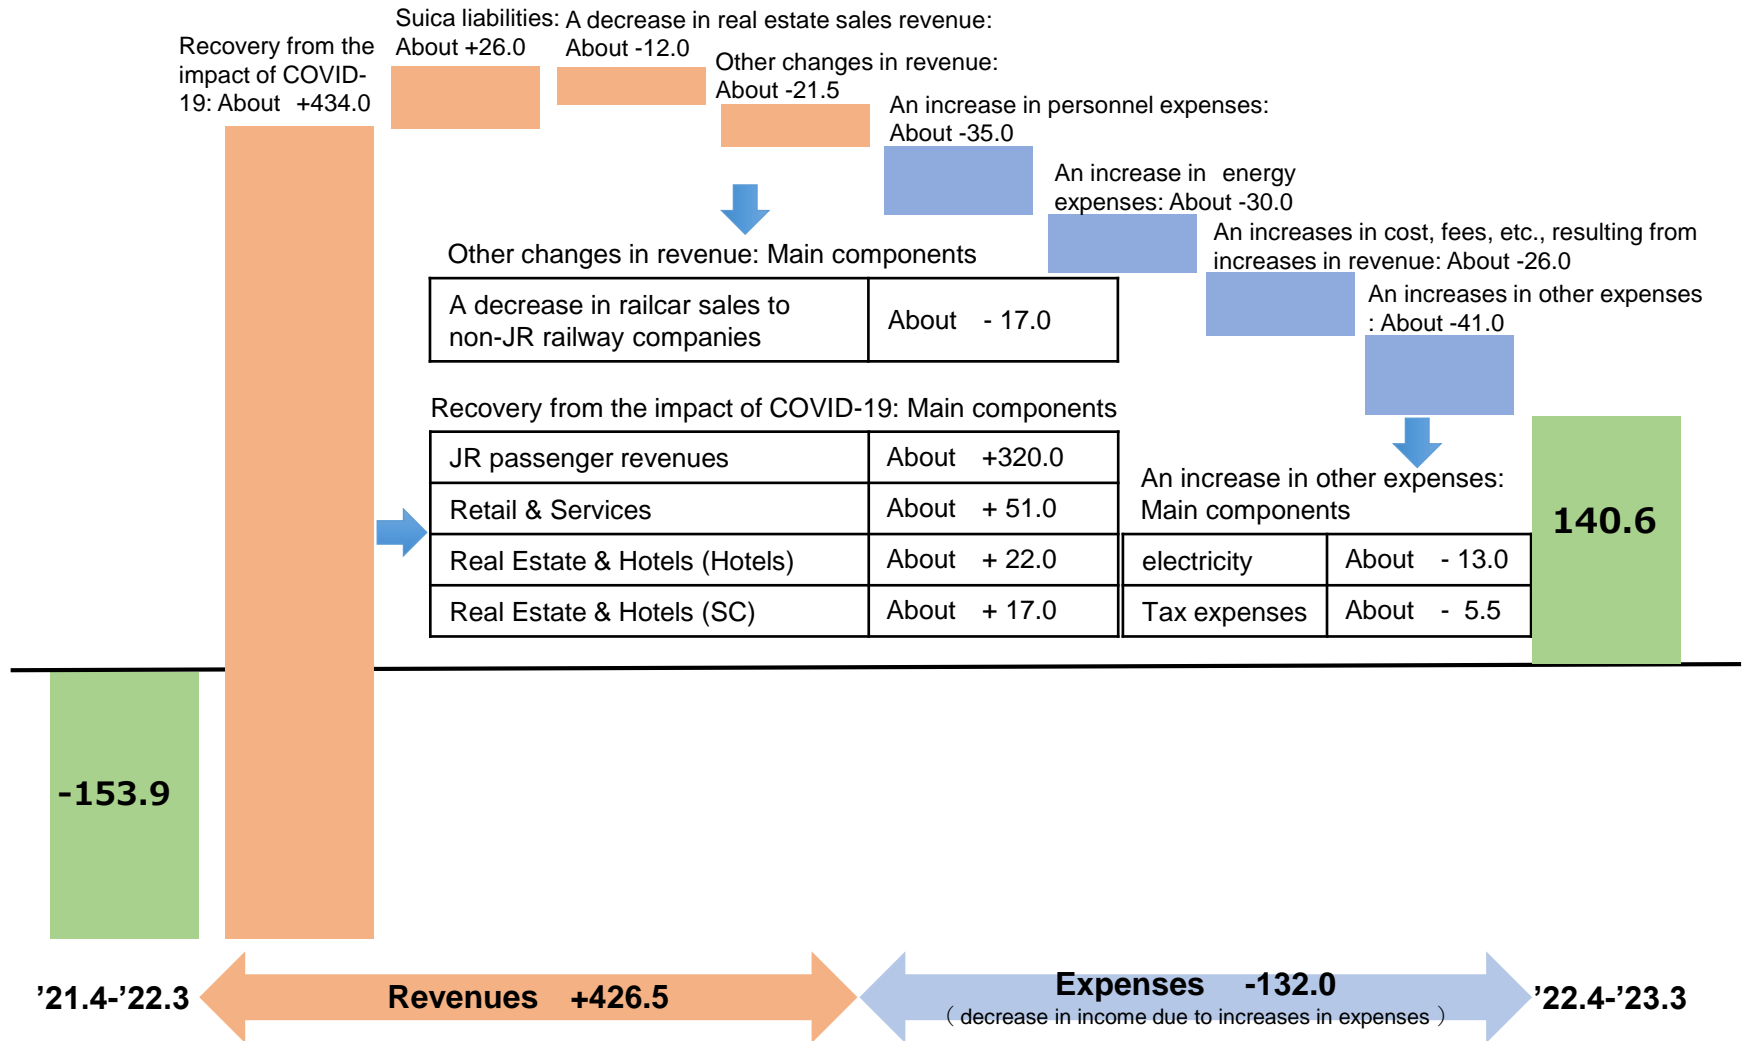 Recovery from the
impact of COVID-
19: About +434.0
Suica liabilities:
About +26.0
A decrease in real estate sales revenue:
About -12.0
Other changes in revenue:
About -21.5
An increase in personnel expenses:
About -35.0
An increase in energy
expenses: About -30.0
An increases in cost, fees, etc., resulting from
increases in revenue: About -26.0
An increases in other expenses
: About -41.0
Other changes in revenue: Main components
A decrease in railcar sales to
non-JR railway companies
About - 17.0
Recovery from the impact of COVID-19: Main components
JR passenger revenues About +320.0
Retail & Services About + 51.0
Real Estate & Hotels (Hotels) About + 22.0
Real Estate & Hotels (SC) About + 17.0
An increase in other expenses:
Main components
electricity About - 13.0
Tax expenses About - 5.5
140.6
-153.9
’21.4-’22.3
Revenues +426.5
Expenses -132.0
（ decrease in income due to increases in expenses ）
’22.4-’23.3